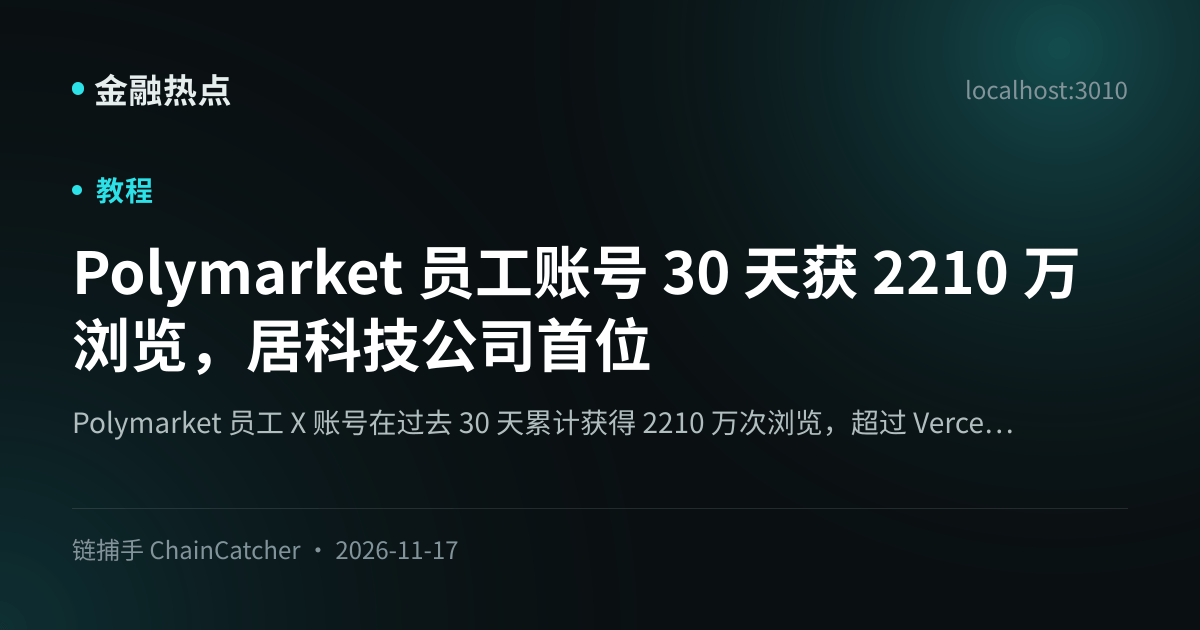 金融热点
localhost:3010
教程
Polymarket 员工账号 30 天获 2210 万
浏览，居科技公司首位
Polymarket 员工 X 账号在过去 30 天累计获得 2210 万次浏览，超过 Verce…
链捕手 ChainCatcher · 2026-11-17